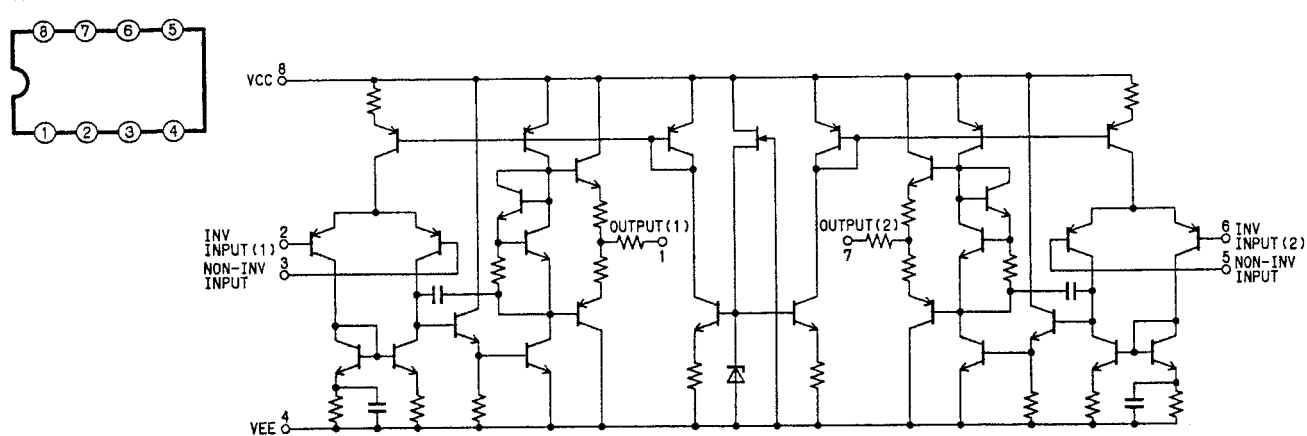 8 7 6 5
1 2 3 4
VCC 8
OUTPUT(1)
1
OUTPUT(2)
7
INV
INPUT(1) 2
NON-INV 3
INPUT
6 INV
INPUT(2)
5 NON-INV
INPUT
VEE 4